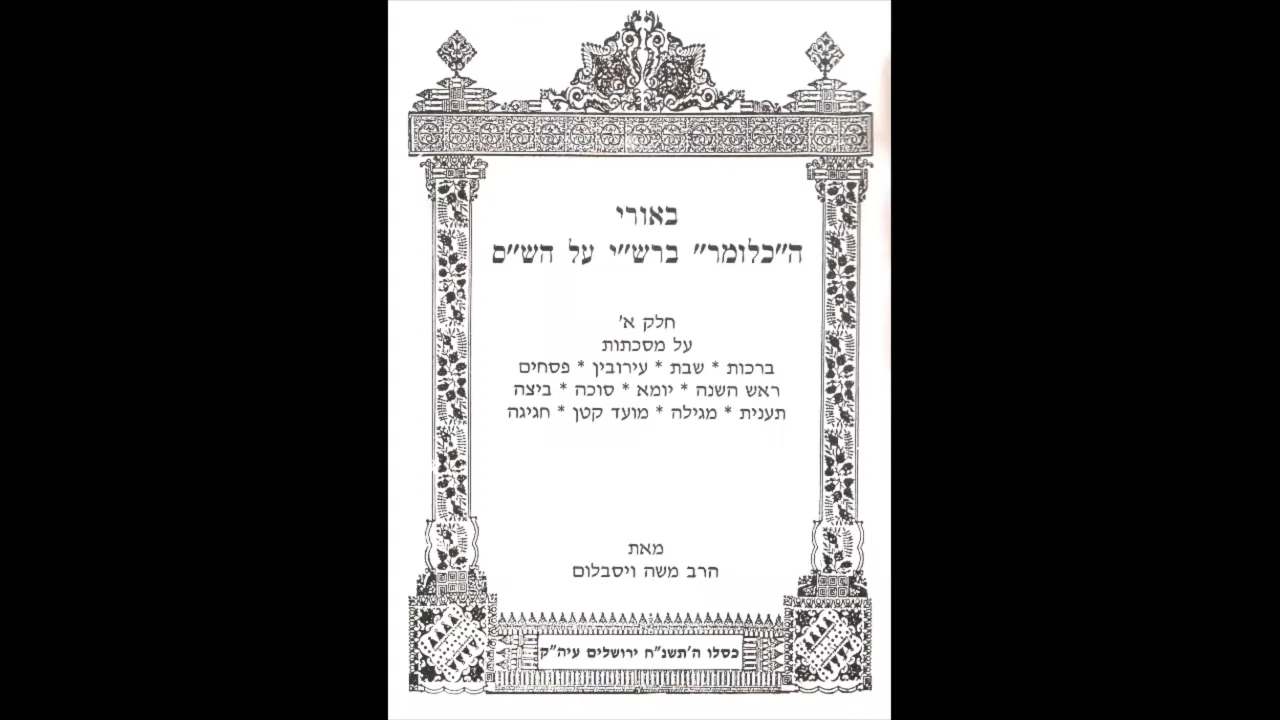 באורי
ה"כלומר" ברש"י על הש"ס
חלק א'
על מסכתות
ברכות * שבת * עירובין * פסחים
ראש השנה * יומא * סוכה * ביצה
תענית * מגילה * מועד קטן * חגיגה
מאת
הרב משה ויסבלום
כסלו ה'תשנ"ח ירושלים עיה"ק